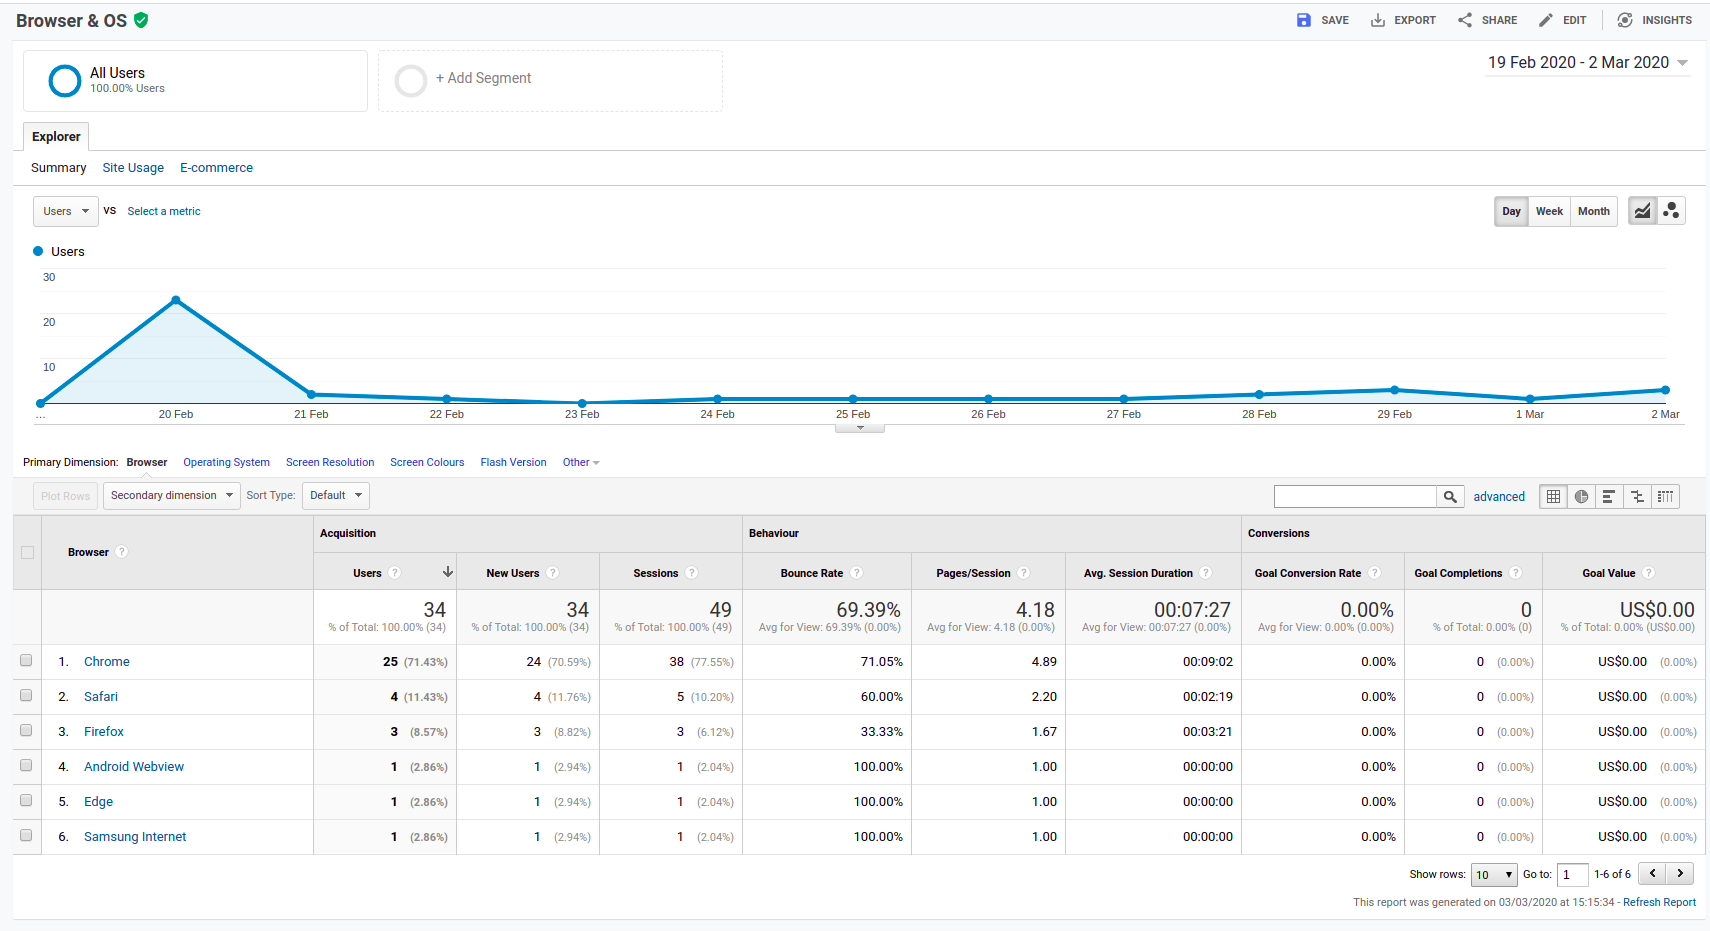 Browser & OS
SAVE EXPORT SHARE EDIT INSIGHTS
All Users
100.00% Users
+ Add Segment
19 Feb 2020 - 2 Mar 2020
Explorer
Summary Site Usage E-commerce
Users VS Select a metric
Day Week Month
Users
30
20
10
... 20 Feb 21 Feb 22 Feb 23 Feb 24 Feb 25 Feb 26 Feb 27 Feb 28 Feb 29 Feb 1 Mar 2 Mar
Primary Dimension: Browser Operating System Screen Resolution Screen Colours Flash Version Other
Plot Rows Secondary dimension Sort Type: Default advanced
Browser ? Acquisition Behaviour Conversions
Users ? New Users ? Sessions ? Bounce Rate ? Pages/Session ? Avg. Session Duration ? Goal Conversion Rate ? Goal Completions ? Goal Value ?
34 34 49 69.39% 4.18 00:07:27 0.00% 0 US$0.00
% of Total: 100.00% (34) % of Total: 100.00% (34) % of Total: 100.00% (49) Avg for View: 69.39% (0.00%) Avg for View: 4.18 (0.00%) Avg for View: 00:07:27 (0.00%) Avg for View: 0.00% (0.00%) % of Total: 0.00% (0) % of Total: 0.00% (US$0.00)
1. Chrome 25 (71.43%) 24 (70.59%) 38 (77.55%) 71.05% 4.89 00:09:02 0.00% 0 (0.00%) US$0.00 (0.00%)
2. Safari 4 (11.43%) 4 (11.76%) 5 (10.20%) 60.00% 2.20 00:02:19 0.00% 0 (0.00%) US$0.00 (0.00%)
3. Firefox 3 (8.57%) 3 (8.82%) 3 (6.12%) 33.33% 1.67 00:03:21 0.00% 0 (0.00%) US$0.00 (0.00%)
4. Android Webview 1 (2.86%) 1 (2.94%) 1 (2.04%) 100.00% 1.00 00:00:00 0.00% 0 (0.00%) US$0.00 (0.00%)
5. Edge 1 (2.86%) 1 (2.94%) 1 (2.04%) 100.00% 1.00 00:00:00 0.00% 0 (0.00%) US$0.00 (0.00%)
6. Samsung Internet 1 (2.86%) 1 (2.94%) 1 (2.04%) 100.00% 1.00 00:00:00 0.00% 0 (0.00%) US$0.00 (0.00%)
Show rows: 10 Go to: 1 1-6 of 6
This report was generated on 03/03/2020 at 15:15:34 - Refresh Report